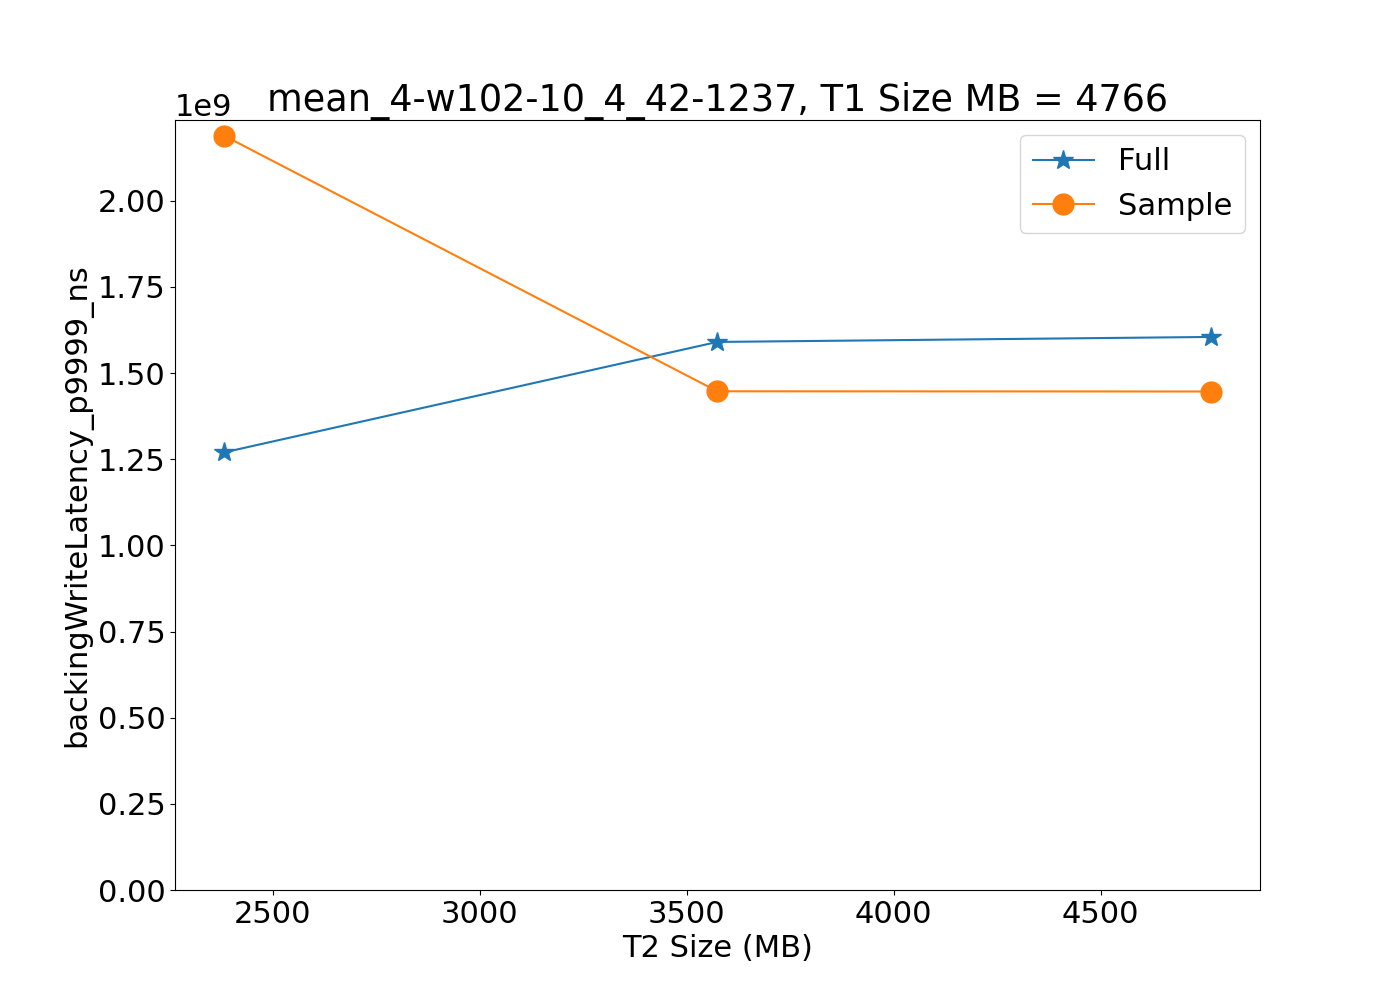 mean_4-w102-10_4_42-1237, T1 Size MB = 4766
1e9
Full
Sample
backingWriteLatency_p9999_ns
2.00
1.75
1.50
1.25
1.00
0.75
0.50
0.25
0.00
2500 3000 3500 4000 4500
T2 Size (MB)